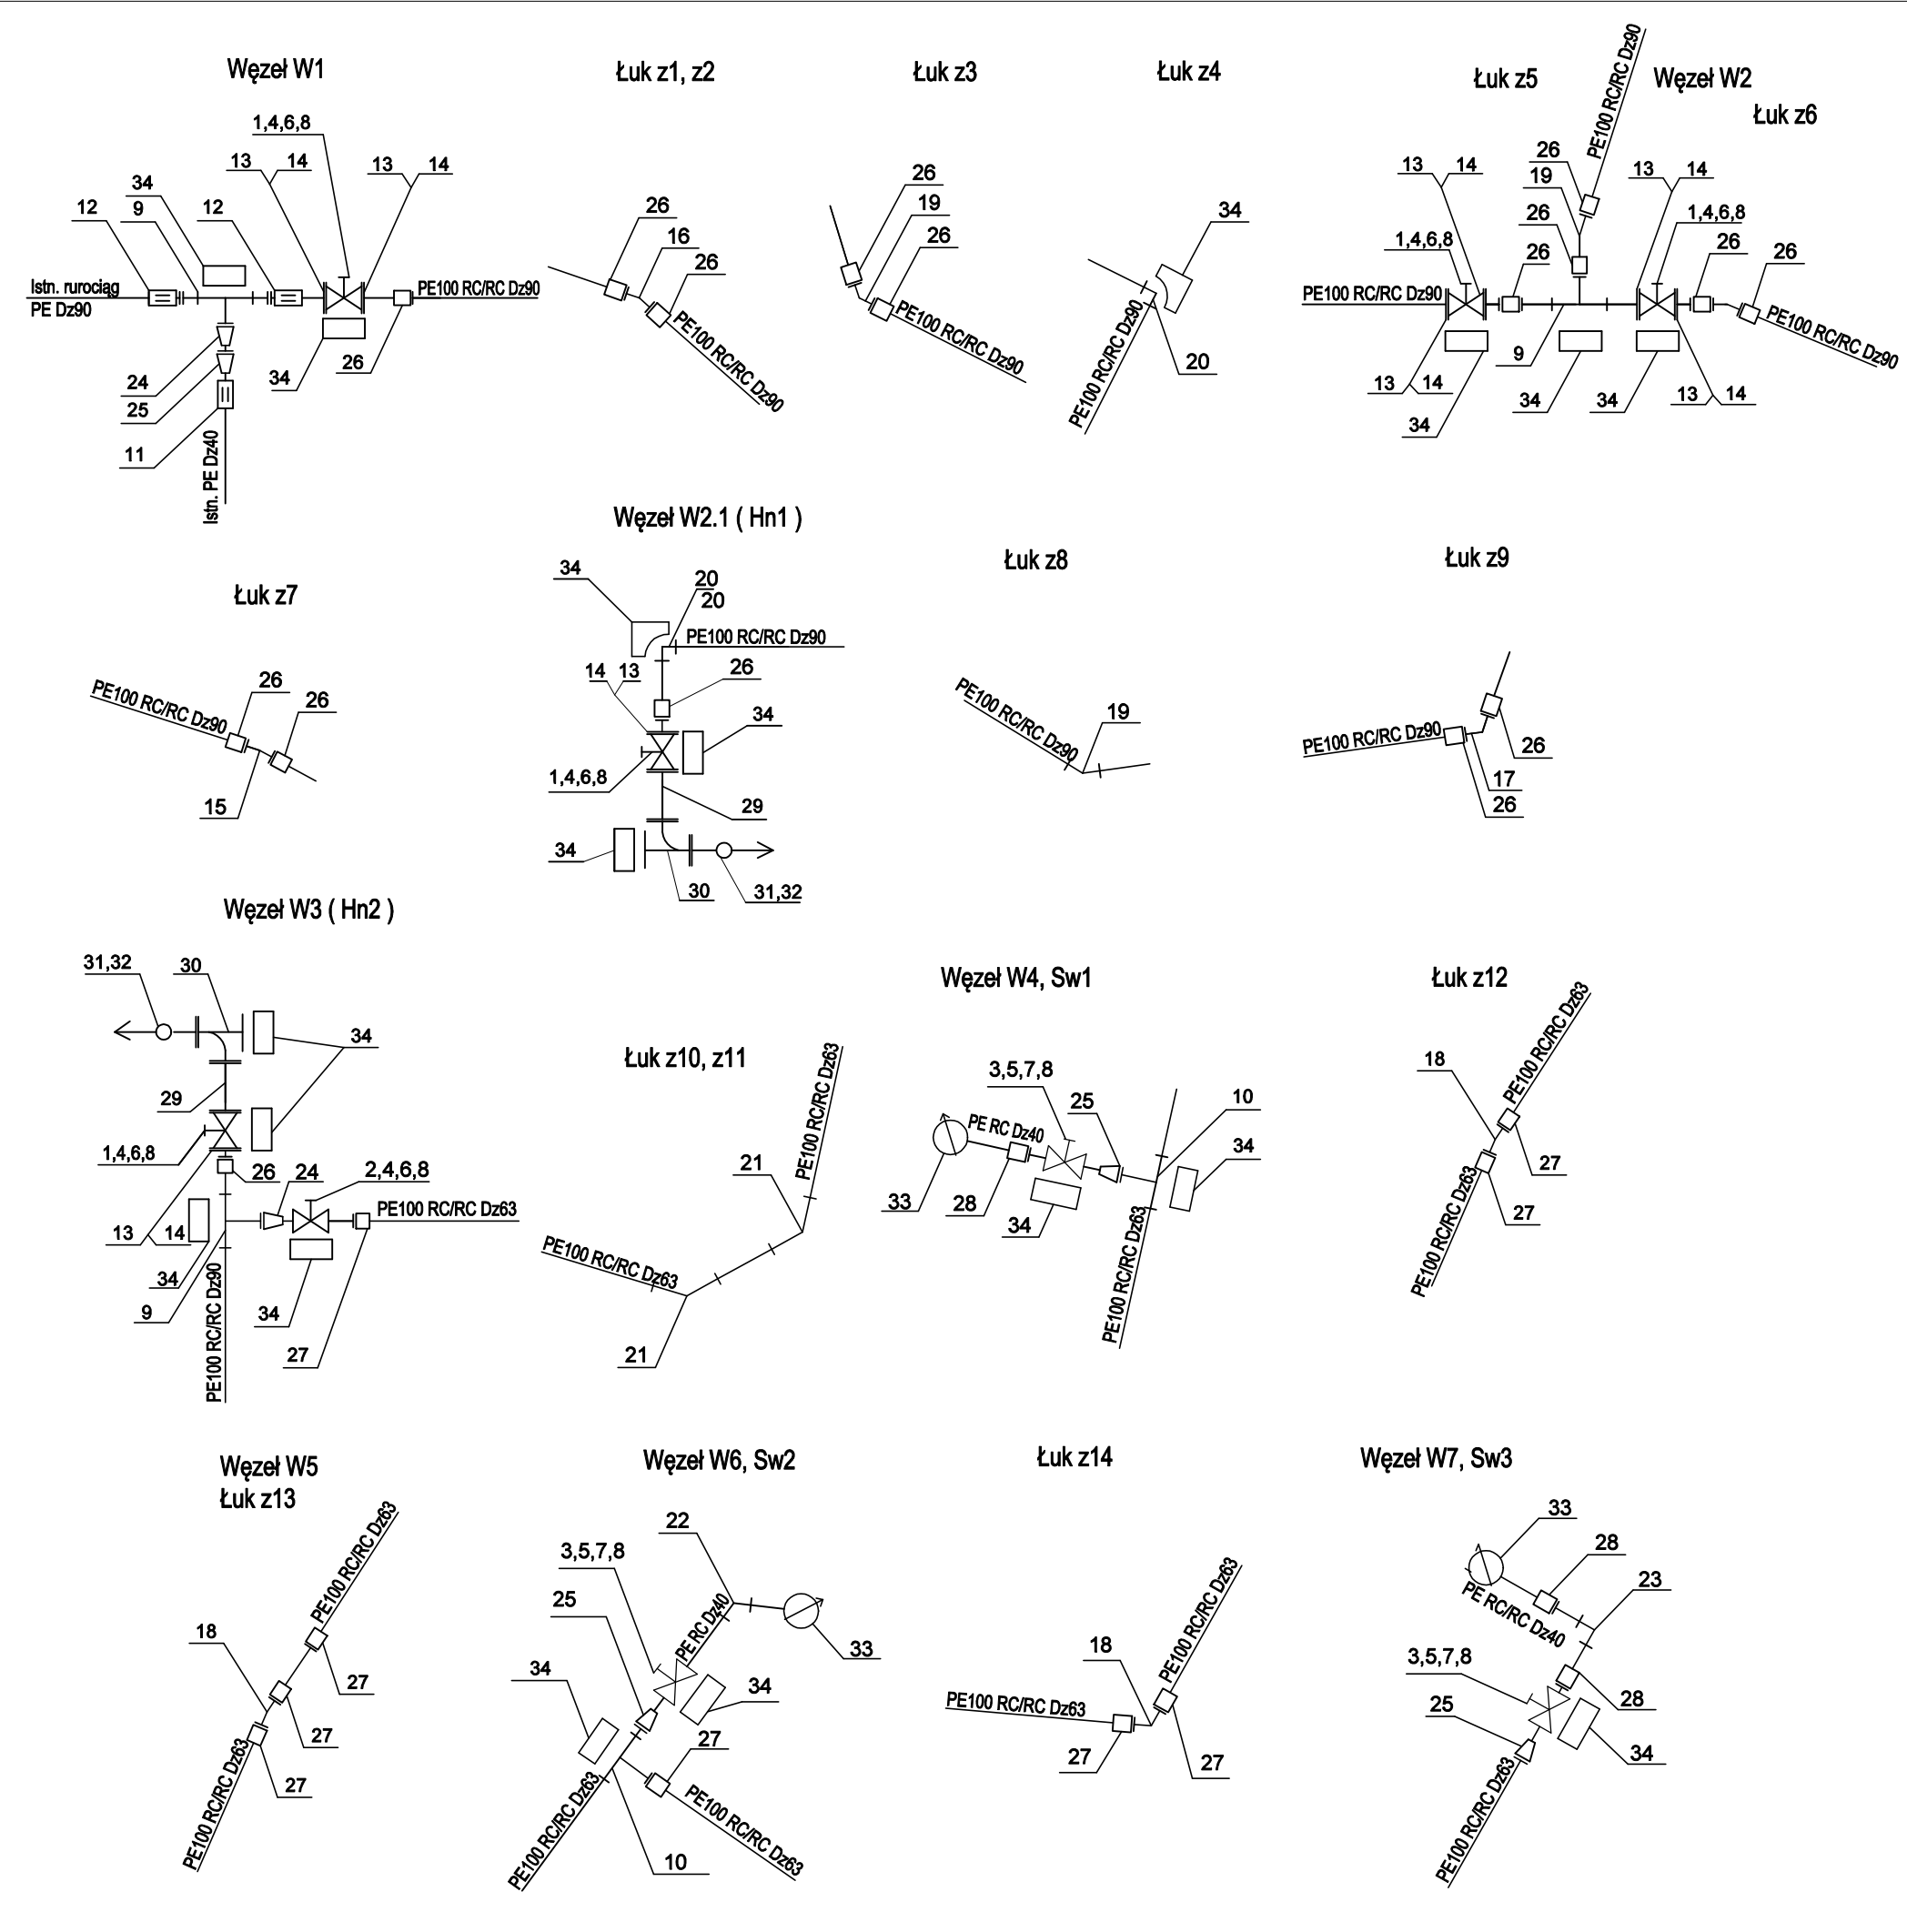 Węzeł W1
1,4,6,8
13
14
13
14
34
12
9
12
Istn. rurociąg
PE Dz90
PE100 RC/RC Dz90
24
25
11
34
26
Istn. PE Dz40
Łuk z1, z2
26
16
26
PE100 RC/RC Dz90
Łuk z3
26
19
26
PE100 RC/RC Dz90
Łuk z4
34
20
PE100 RC/RC Dz90
Łuk z5
Węzeł W2
Łuk z6
PE100 RC/RC Dz90
26
19
26
13
14
13
14
1,4,6,8
26
1,4,6,8
26
26
PE100 RC/RC Dz90
PE100 RC/RC Dz90
9
13
14
34
34
34
13
14
Łuk z7
PE100 RC/RC Dz90
26
26
15
Węzeł W2.1 ( Hn1 )
34
20
20
PE100 RC/RC Dz90
14
13
26
34
1,4,6,8
29
34
30
31,32
Łuk z8
PE100 RC/RC Dz90
19
Łuk z9
PE100 RC/RC Dz90
26
17
26
Węzeł W3 ( Hn2 )
31,32
30
34
29
1,4,6,8
26
24
2,4,6,8
PE100 RC/RC Dz63
13
14
34
9
34
27
PE100 RC/RC Dz90
Łuk z10, z11
PE100 RC/RC Dz63
21
PE100 RC/RC Dz63
21
Węzeł W4, Sw1
3,5,7,8
25
10
PE RC Dz40
34
33
28
34
PE100 RC/RC Dz63
Łuk z12
PE100 RC/RC Dz63
18
27
27
PE100 RC/RC Dz63
Węzeł W5
Łuk z13
PE100 RC/RC Dz63
18
27
27
27
PE100 RC/RC Dz63
Węzeł W6, Sw2
22
3,5,7,8
25
PE RC Dz40
33
34
34
27
PE100 RC/RC Dz63
PE100 RC/RC Dz63
10
Łuk z14
PE100 RC/RC Dz63
18
PE100 RC/RC Dz63
27
27
Węzeł W7, Sw3
33
28
23
PE RC/RC Dz40
3,5,7,8
25
28
34
PE100 RC/RC Dz63